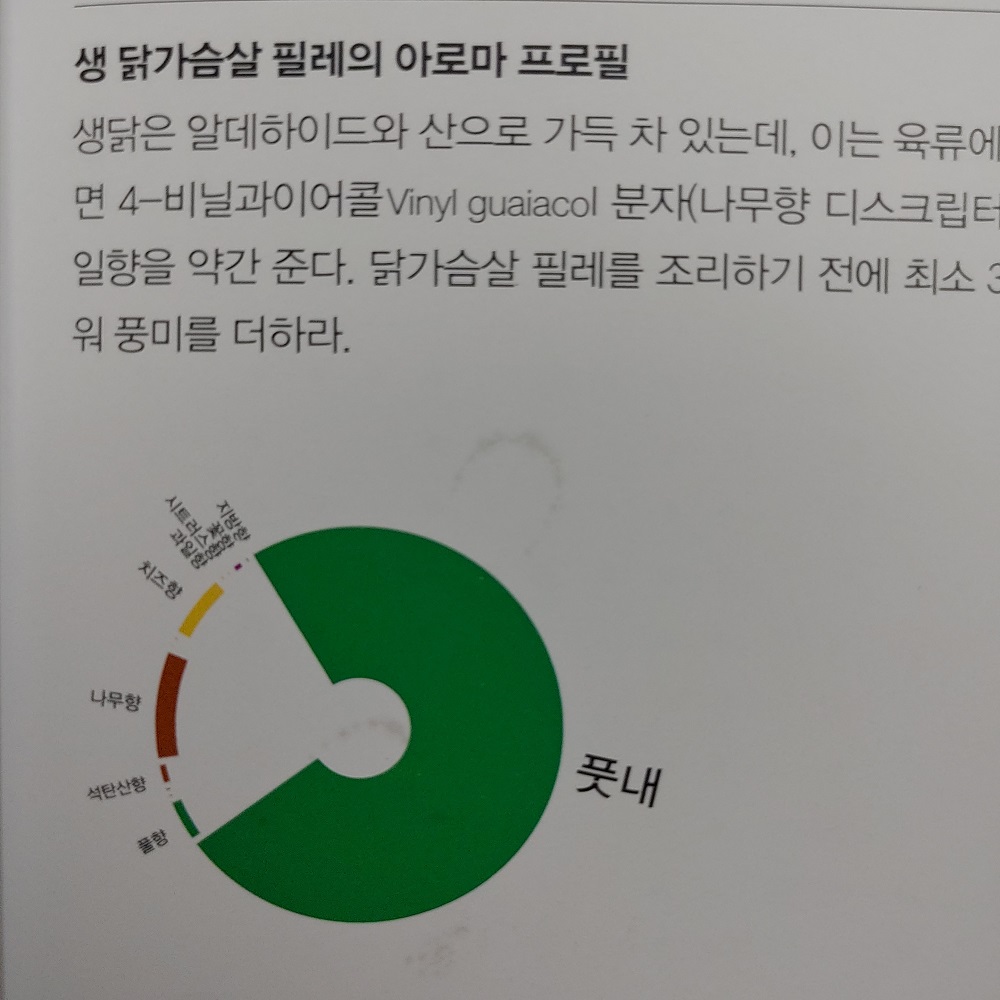 생 닭가슴살 필레의 아로마 프로필
생닭은 알데하이드와 산으로 가득 차 있는데, 이는 육류에
면 4-비닐과이어콜Vinyl guaiacol 분자(나무향 디스크립터
일향을 약간 준다. 닭가슴살 필레를 조리하기 전에 최소 3
워 풍미를 더하라.
지방향
꽃향
시트러스향
과일향
치즈향
나무향
석탄산향
풀향
풋내